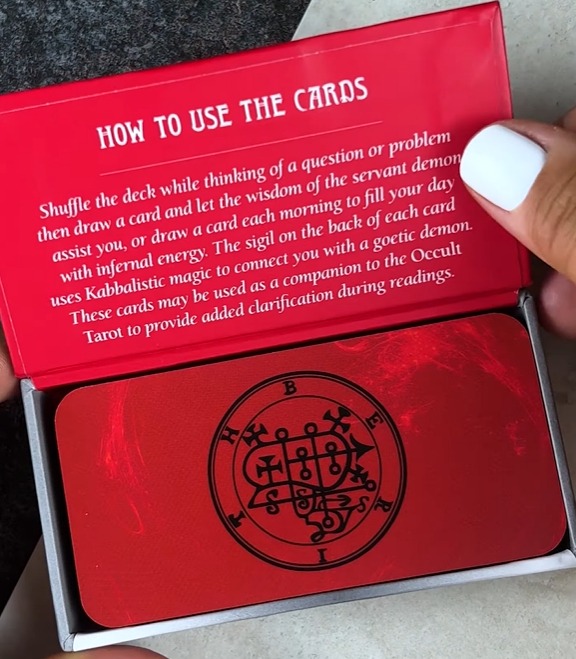 HOW TO USE THE CARDS
Shuffle the deck while thinking of a question or problem
then draw a card and let the wisdom of the servant demon
assist you, or draw a card each morning to fill your day
with infernal energy. The sigil on the back of each card
uses Kabbalistic magic to connect you with a goetic demon.
These cards may be used as a companion to the Occult
Tarot to provide added clarification during readings.
BERITH